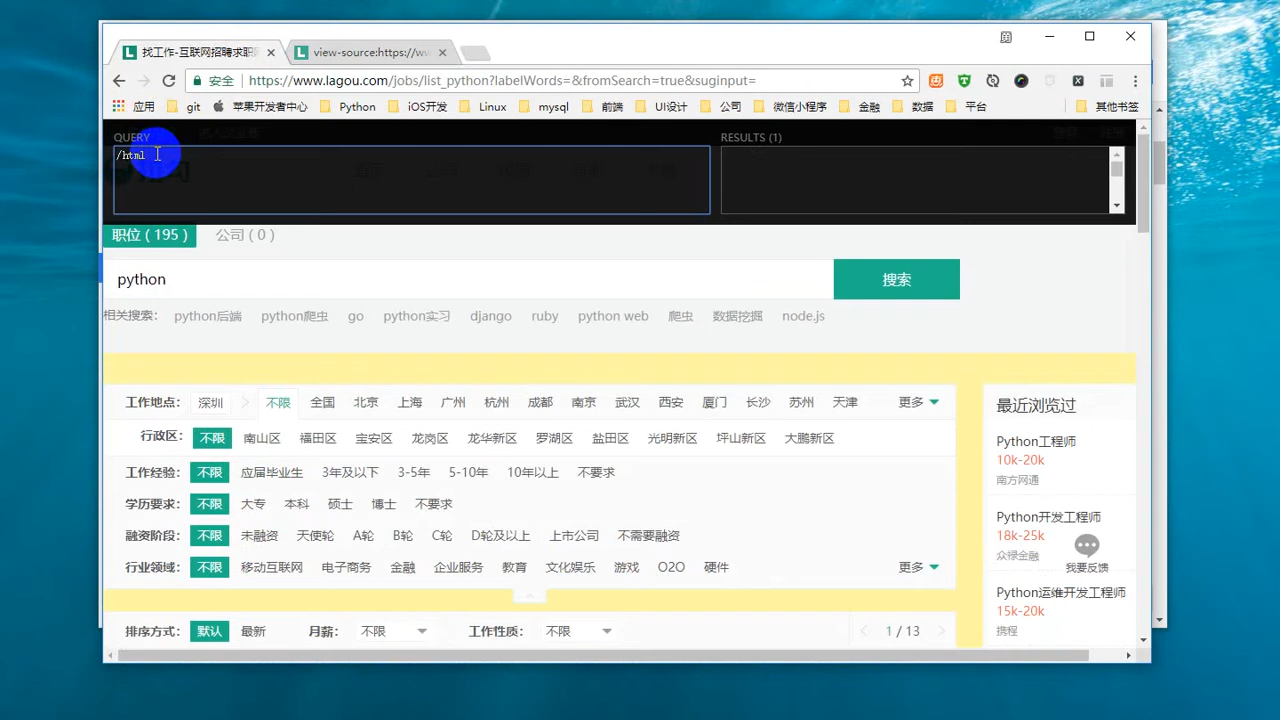 找工作-互联网招聘求职
view-source:https://ww
安全 https://www.lagou.com/jobs/list_python?labelWords=&fromSearch=true&suginput=
应用 git 苹果开发者中心 Python iOS开发 Linux mysql 前端 UI设计 公司 微信小程序 金融 数据 平台 其他书签
QUERY
RESULTS (1)
/html
职位 ( 195 ) 公司 ( 0 )
python
搜索
相关搜索: python后端 python爬虫 go python实习 django ruby python web 爬虫 数据挖掘 node.js
工作地点: 深圳 不限 全国 北京 上海 广州 杭州 成都 南京 武汉 西安 厦门 长沙 苏州 天津 更多
行政区: 不限 南山区 福田区 宝安区 龙岗区 龙华新区 罗湖区 盐田区 光明新区 坪山新区 大鹏新区
工作经验: 不限 应届毕业生 3年及以下 3-5年 5-10年 10年以上 不要求
学历要求: 不限 大专 本科 硕士 博士 不要求
融资阶段: 不限 未融资 天使轮 A轮 B轮 C轮 D轮及以上 上市公司 不需要融资
行业领域: 不限 移动互联网 电子商务 金融 企业服务 教育 文化娱乐 游戏 O2O 硬件 更多
排序方式: 默认 最新 月薪: 不限 工作性质: 不限 1 / 13
最近浏览过
Python工程师
10k-20k
南方网通
Python开发工程师
18k-25k
众禄金融
我要反馈
Python运维开发工程师
15k-20k
携程